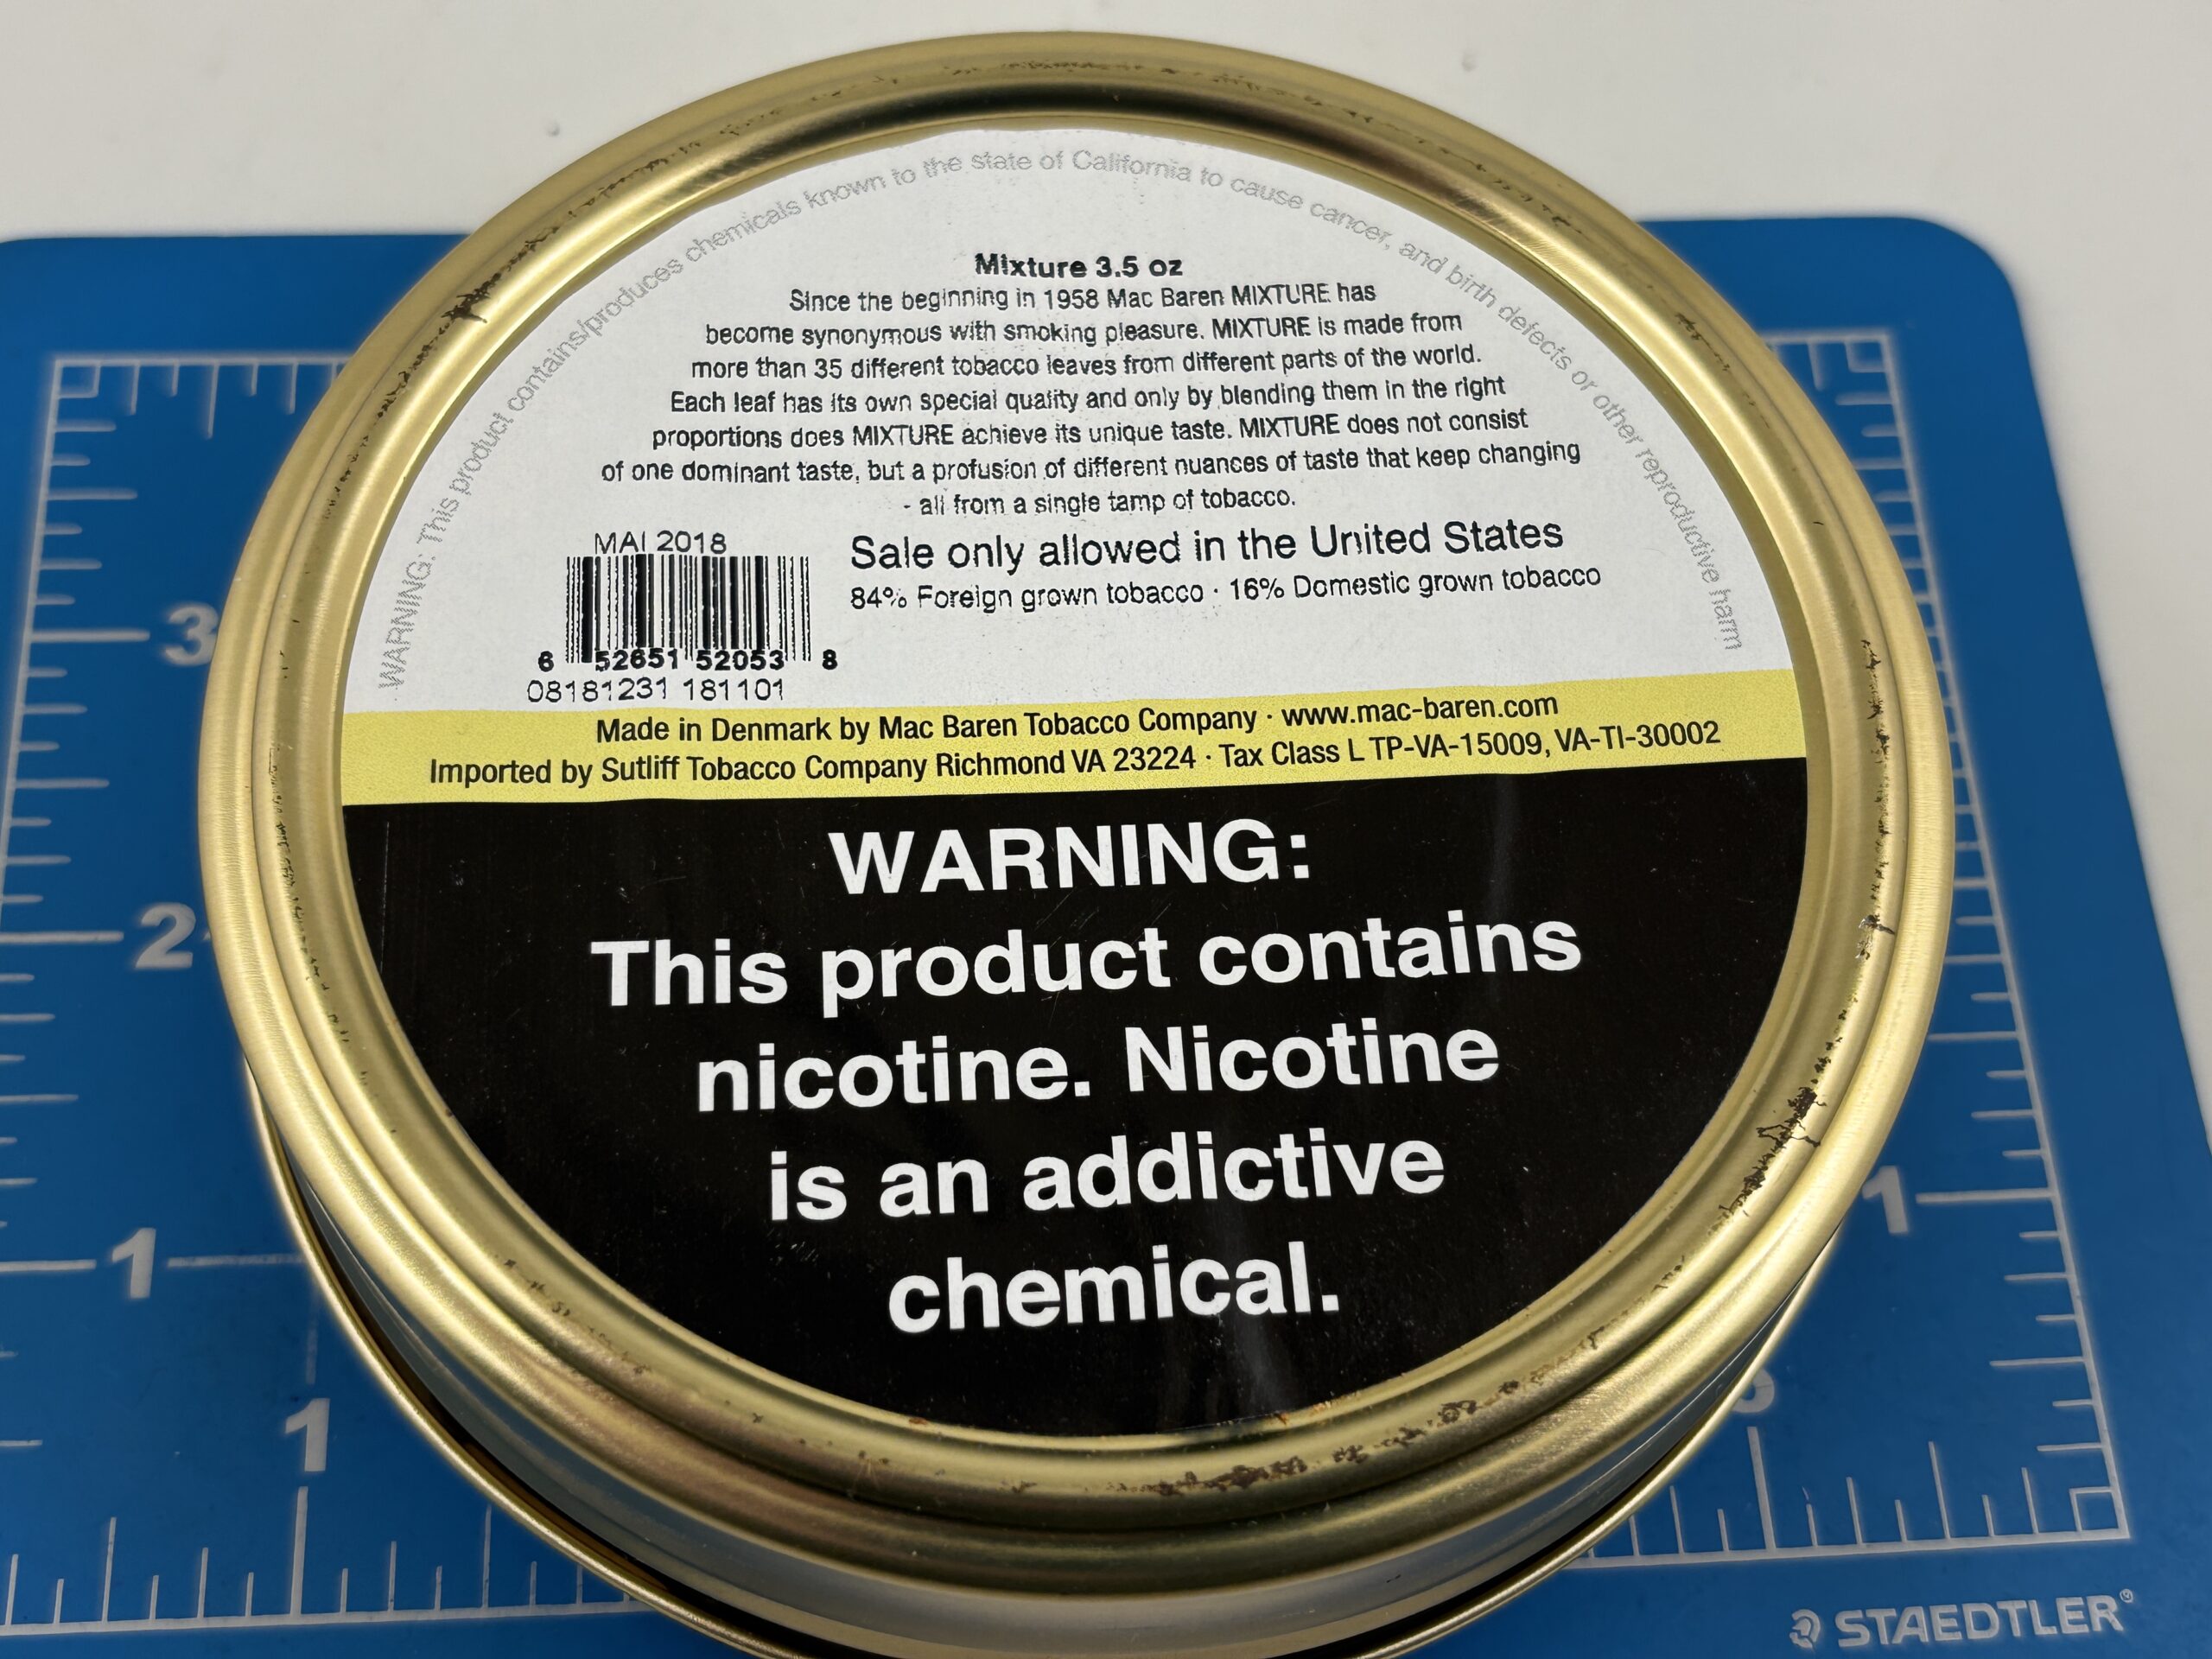 WARNING: This product contains/produces chemicals known to the state of California to cause cancer, and birth defects or other reproductive harm
Mixture 3.5 oz
Since the beginning in 1958 Mac Baren MIXTURE has
become synonymous with smoking pleasure. MIXTURE is made from
more than 35 different tobacco leaves from different parts of the world.
Each leaf has its own special quality and only by blending them in the right
proportions does MIXTURE achieve its unique taste. MIXTURE does not consist
of one dominant taste, but a profusion of different nuances of taste that keep changing
- all from a single tamp of tobacco.
MAI 2018
Sale only allowed in the United States
84% Foreign grown tobacco · 16% Domestic grown tobacco
6 52651 52053 8
08181231 181101
Made in Denmark by Mac Baren Tobacco Company · www.mac-baren.com
Imported by Sutliff Tobacco Company Richmond VA 23224 · Tax Class L TP-VA-15009, VA-TI-30002
WARNING:
This product contains
nicotine. Nicotine
is an addictive
chemical.
3
2
1
1
1
STAEDTLER®